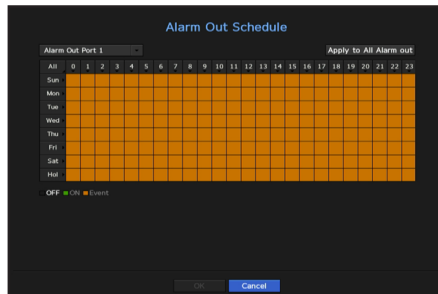 Alarm Out Schedule
Alarm Out Port 1
Apply to All Alarm out
All 0 1 2 3 4 5 6 7 8 9 10 11 12 13 14 15 16 17 18 19 20 21 22 23
Sun
Mon
Tue
Wed
Thu
Fri
Sat
Hol
OFF ON Event
OK Cancel